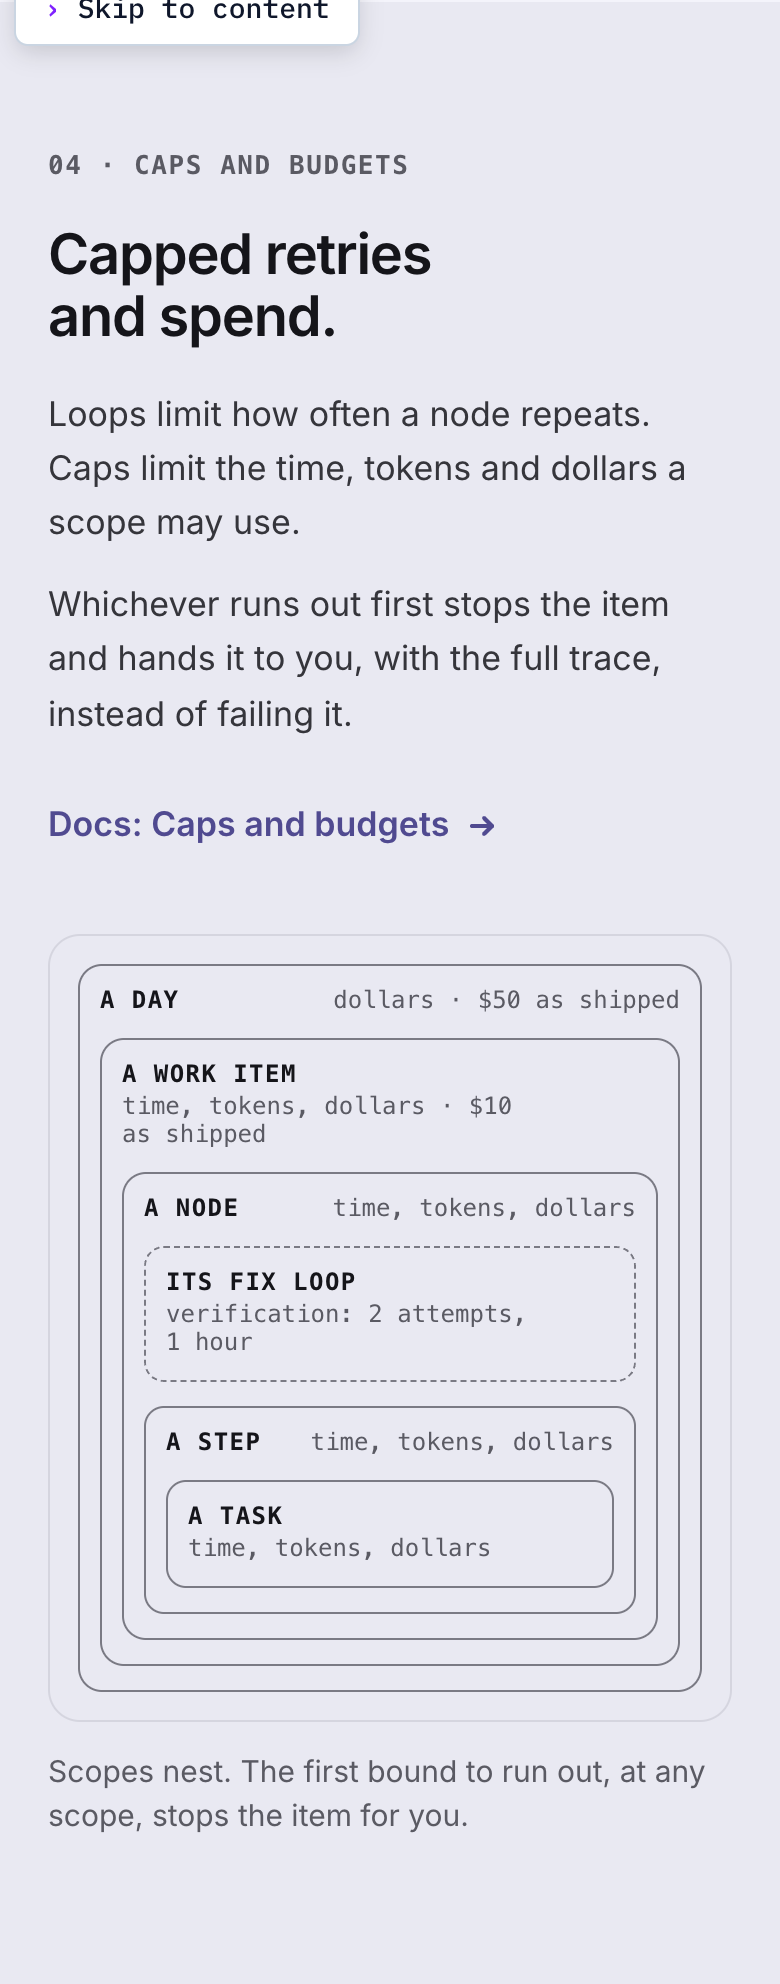 › Skip to content
04 · CAPS AND BUDGETS
Capped retries
and spend.
Loops limit how often a node repeats.
Caps limit the time, tokens and dollars a
scope may use.
Whichever runs out first stops the item
and hands it to you, with the full trace,
instead of failing it.
Docs: Caps and budgets →
A DAY dollars · $50 as shipped
A WORK ITEM
time, tokens, dollars · $10
as shipped
A NODE time, tokens, dollars
ITS FIX LOOP
verification: 2 attempts,
1 hour
A STEP time, tokens, dollars
A TASK
time, tokens, dollars
Scopes nest. The first bound to run out, at any
scope, stops the item for you.